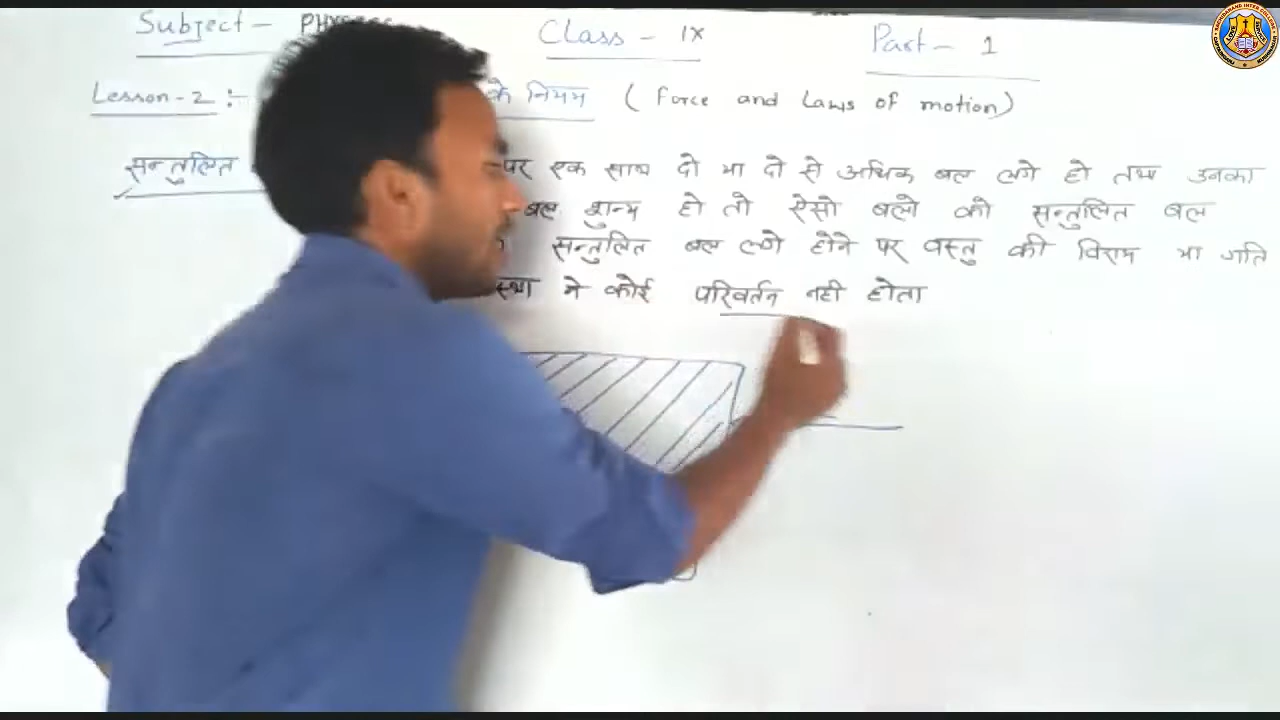 Subject -
Class - IX
Part - 1
Lesson - 2 :- के नियम ( Force and Laws of motion )
सन्तुलित पर एक साथ दो या दो से अधिक बल लगे हो तथा उनका
बल शुन्य हो तो ऐसो बलो को सन्तुलित बल
सन्तुलित बल लगे होने पर वस्तु की विराम या गति
मे कोई परिवर्तन नही होता